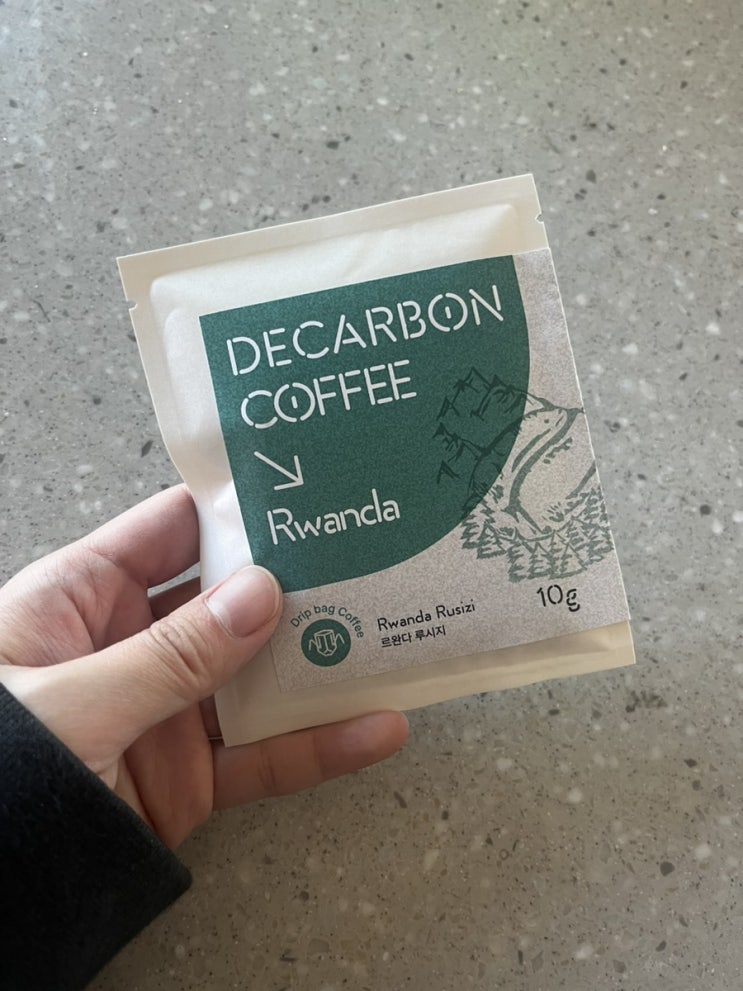 DECARBON
COFFEE
↘
Rwanda
Drip bag Coffee
Rwanda Rusizi
르완다 루시지
10g